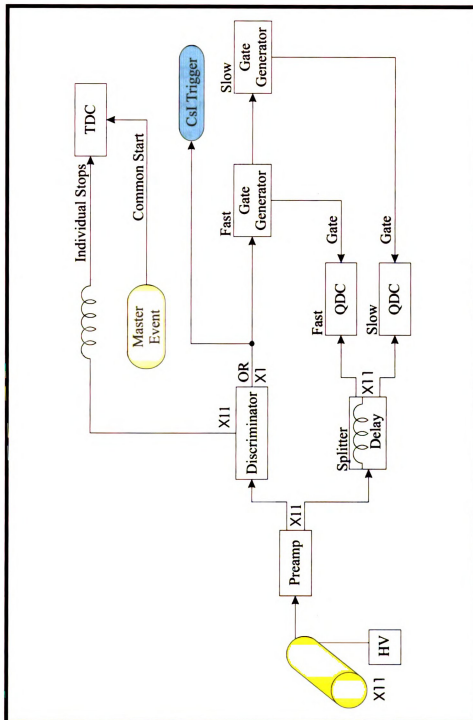 Individual Stops
TDC
Common Start
Master
Event
CsI Trigger
X11
OR
X1
Discriminator
Fast
Gate
Generator
Slow
Gate
Generator
Preamp
X11
Splitter
Delay
X11
Fast
QDC
Gate
Slow
QDC
Gate
HV
X11